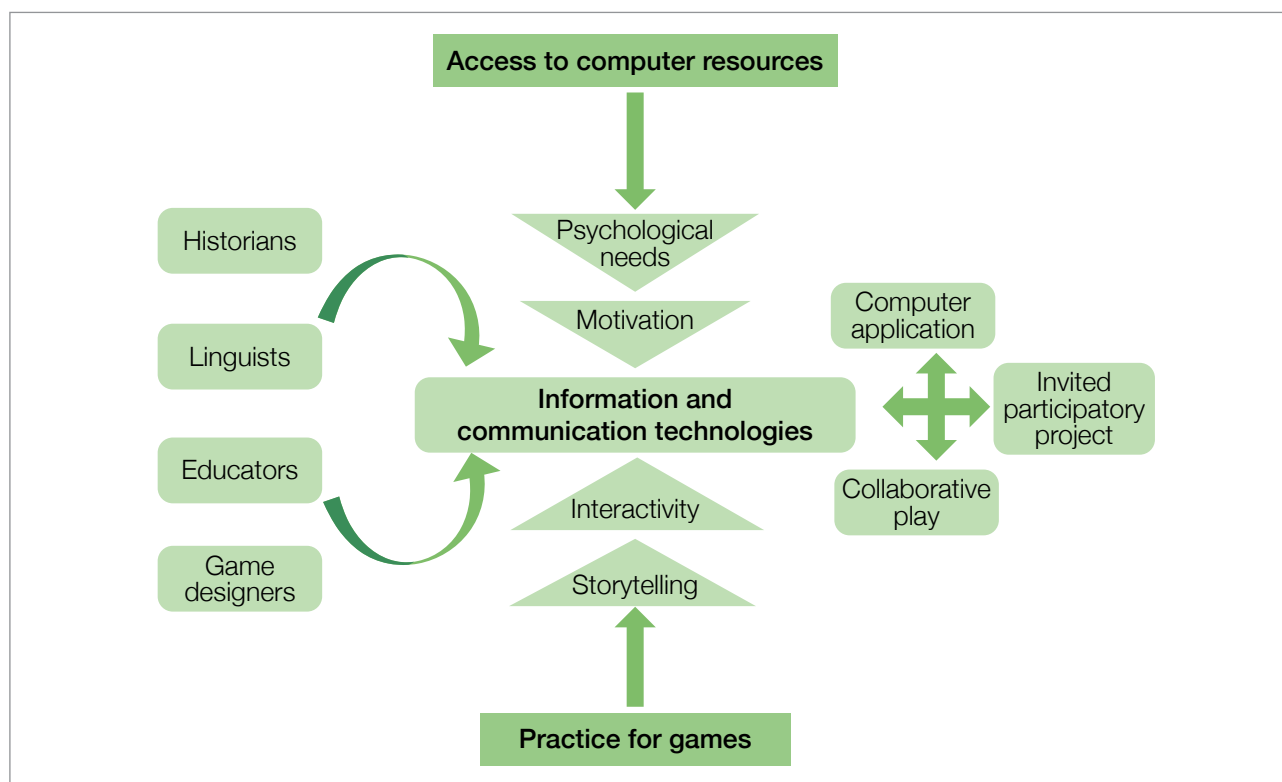 Access to computer resources
Historians
Linguists
Educators
Game
designers
Psychological
needs
Motivation
Information and
communication technologies
Interactivity
Storytelling
Computer
application
Invited
participatory
project
Collaborative
play
Practice for games